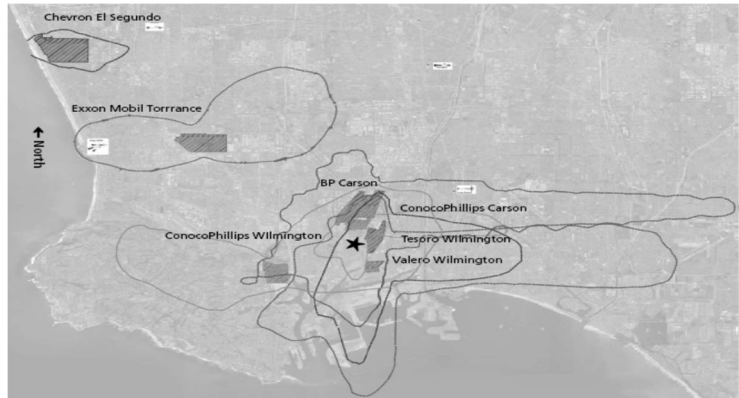 Chevron El Segundo
Exxon Mobil Torrrance
← North
BP Carson
ConocoPhillips Carson
ConocoPhillips WIlmington
Tesoro Wilmington
Valero Wilmington